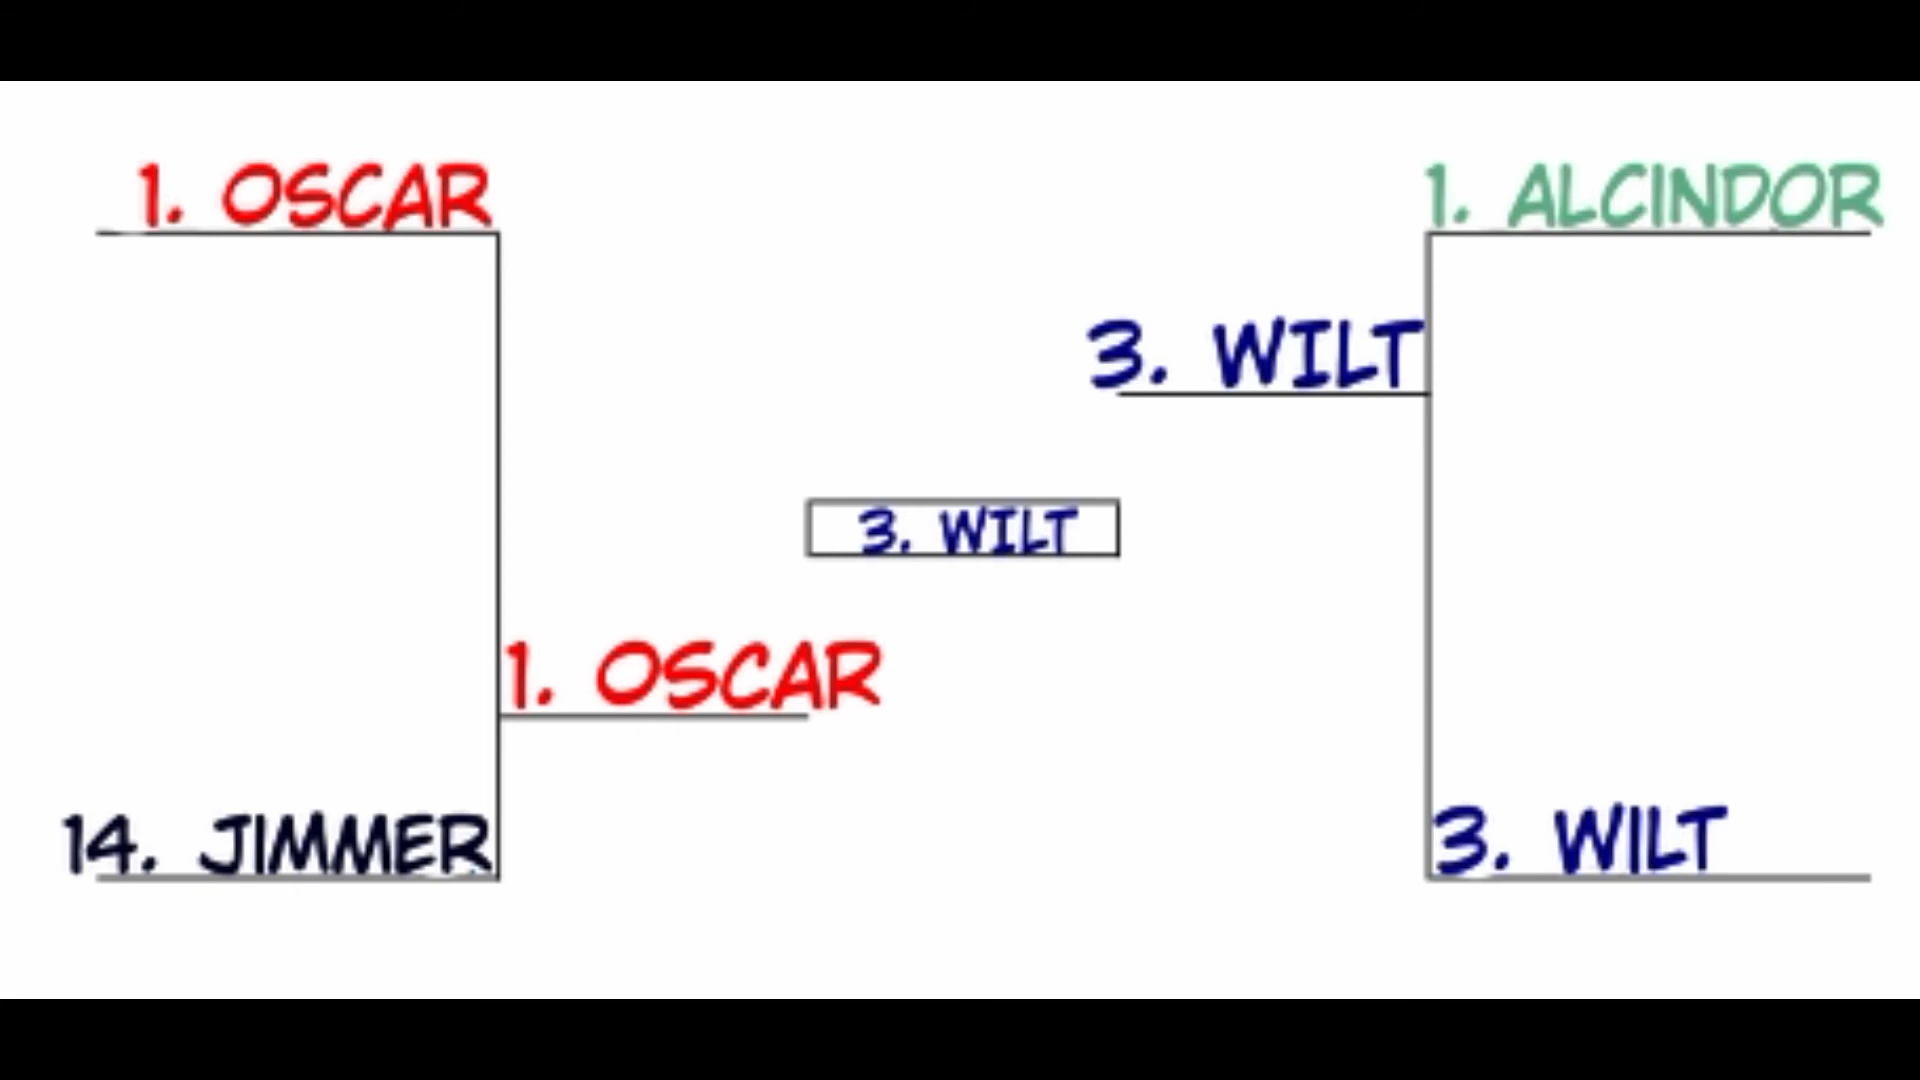 1. OSCAR
1. ALCINDOR
3. WILT
3. WILT
1. OSCAR
14. JIMMER
3. WILT